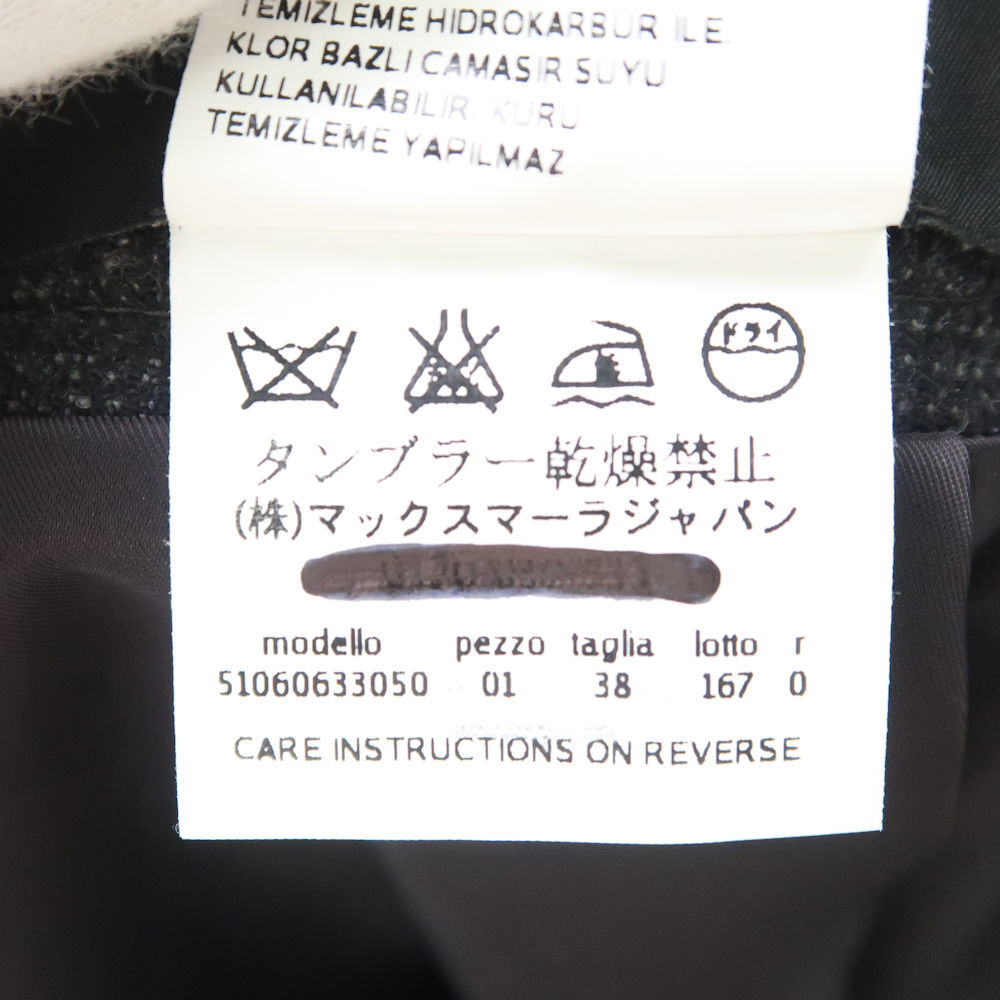 TEMIZLEME HIDROKARBUR ILE.
KLOR BAZLI CAMASIR SUYU
KULLANILABILIR. KURU
TEMIZLEME YAPILMAZ
ドライ
タンブラー乾燥禁止
(株)マックスマーラジャパン
modello pezzo taglia lotto r
51060633050 01 38 167 0
CARE INSTRUCTIONS ON REVERSE